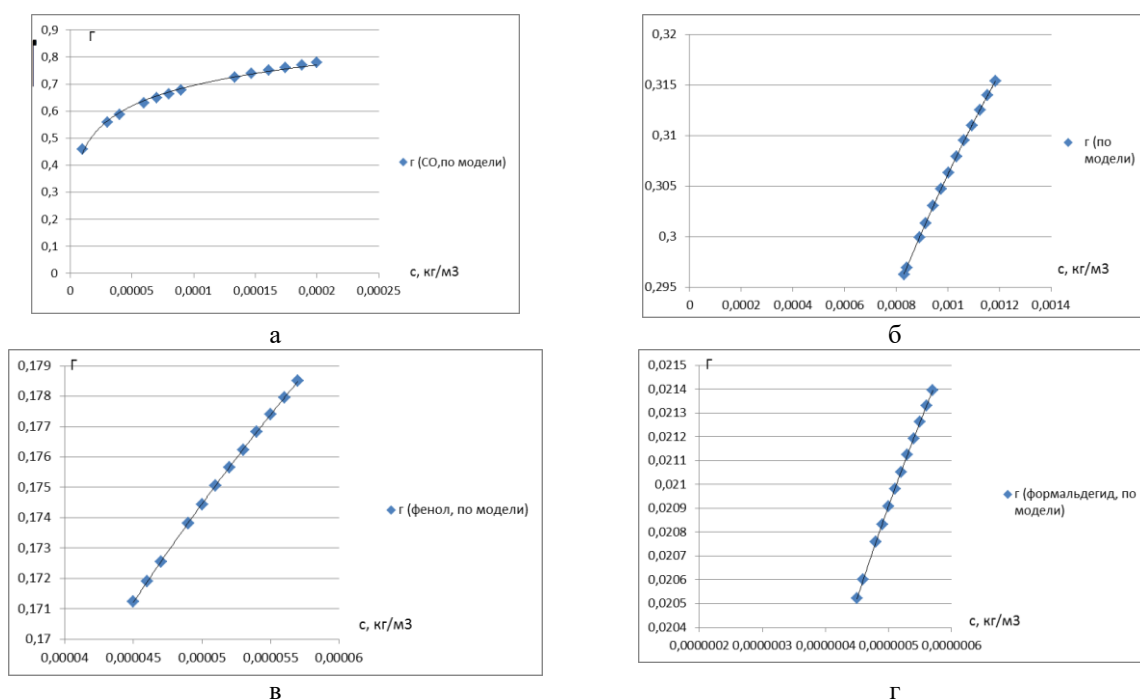 Г
0,9
0,8
0,7
0,6
0,5
0,4
0,3
0,2
0,1
0
0 0,00005 0,0001 0,00015 0,0002 0,00025
с, кг/м3
г (СО,по модели)
а
0,32
0,315
0,31
0,305
0,3
0,295
0 0,0002 0,0004 0,0006 0,0008 0,001 0,0012 0,0014
с, кг/м3
г (по
модели)
б
Г
0,179
0,178
0,177
0,176
0,175
0,174
0,173
0,172
0,171
0,17
0,00004 0,000045 0,00005 0,000055 0,00006
с, кг/м3
г (фенол, по модели)
в
Г
0,0215
0,0214
0,0213
0,0212
0,0211
0,021
0,0209
0,0208
0,0207
0,0206
0,0205
0,0204
0,0000002 0,0000003 0,0000004 0,0000005 0,0000006
с, кг/м3
г (формальдегид, по
модели)
г